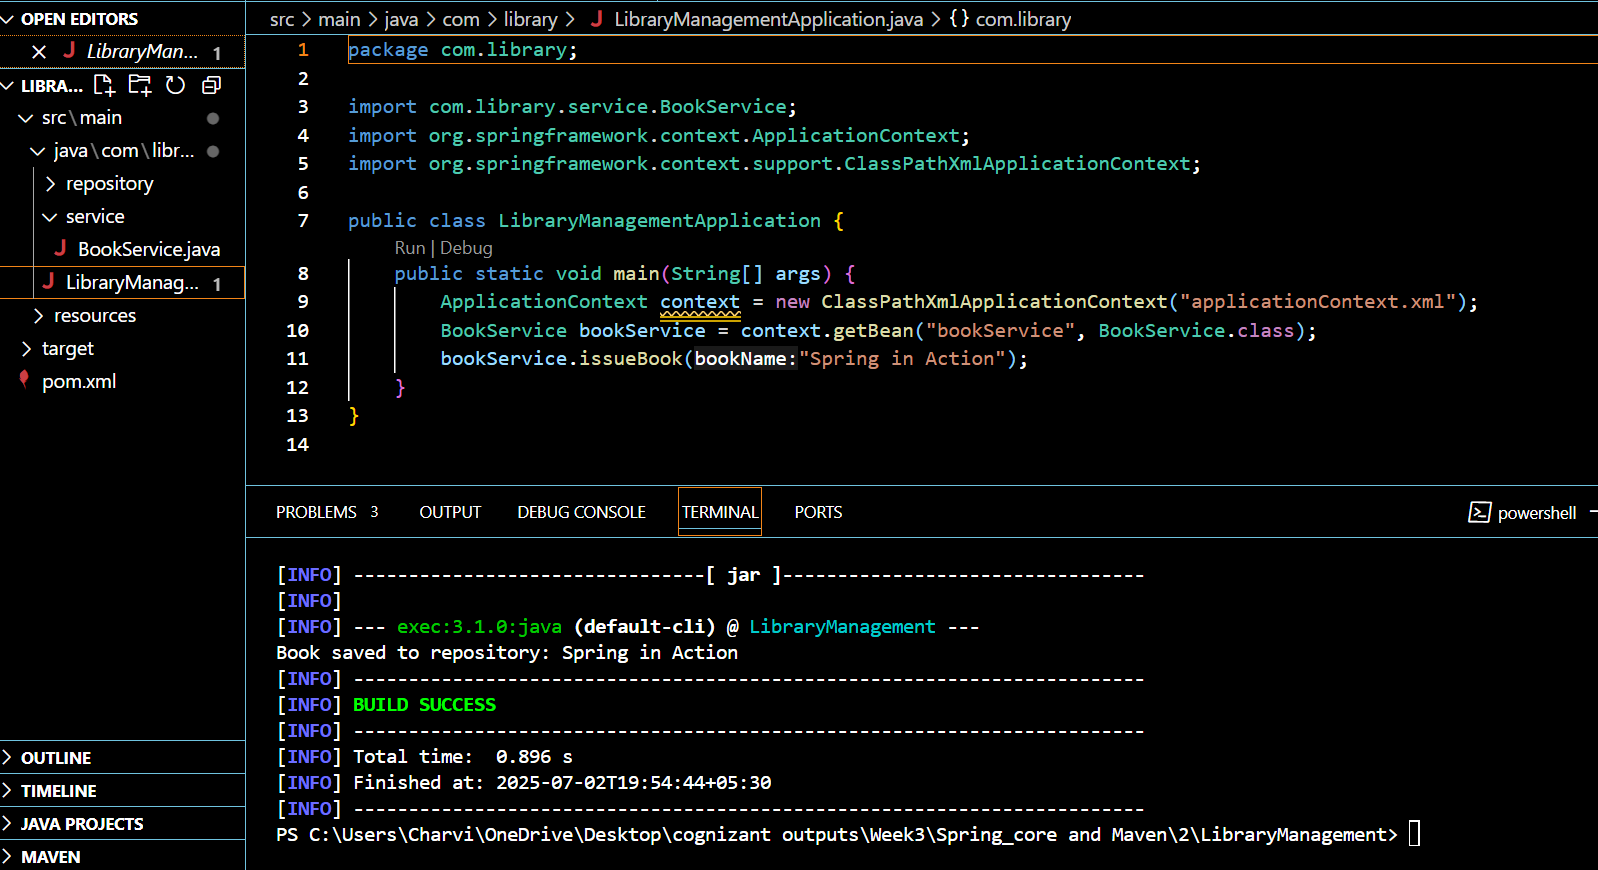 OPEN EDITORS
LibraryMan... 1
LIBRA...
src\main
java\com\libr...
repository
service
BookService.java
LibraryManag... 1
resources
target
pom.xml
OUTLINE
TIMELINE
JAVA PROJECTS
MAVEN
src > main > java > com > library > LibraryManagementApplication.java > {} com.library
1 package com.library;
2
3 import com.library.service.BookService;
4 import org.springframework.context.ApplicationContext;
5 import org.springframework.context.support.ClassPathXmlApplicationContext;
6
7 public class LibraryManagementApplication {
Run | Debug
8 public static void main(String[] args) {
9 ApplicationContext context = new ClassPathXmlApplicationContext("applicationContext.xml");
10 BookService bookService = context.getBean("bookService", BookService.class);
11 bookService.issueBook(bookName:"Spring in Action");
12 }
13 }
14
PROBLEMS 3 OUTPUT DEBUG CONSOLE TERMINAL PORTS powershell
[INFO] --------------------------------[ jar ]---------------------------------
[INFO]
[INFO] --- exec:3.1.0:java (default-cli) @ LibraryManagement ---
Book saved to repository: Spring in Action
[INFO] ------------------------------------------------------------------------
[INFO] BUILD SUCCESS
[INFO] ------------------------------------------------------------------------
[INFO] Total time:  0.896 s
[INFO] Finished at: 2025-07-02T19:54:44+05:30
[INFO] ------------------------------------------------------------------------
PS C:\Users\Charvi\OneDrive\Desktop\cognizant outputs\Week3\Spring_core and Maven\2\LibraryManagement>